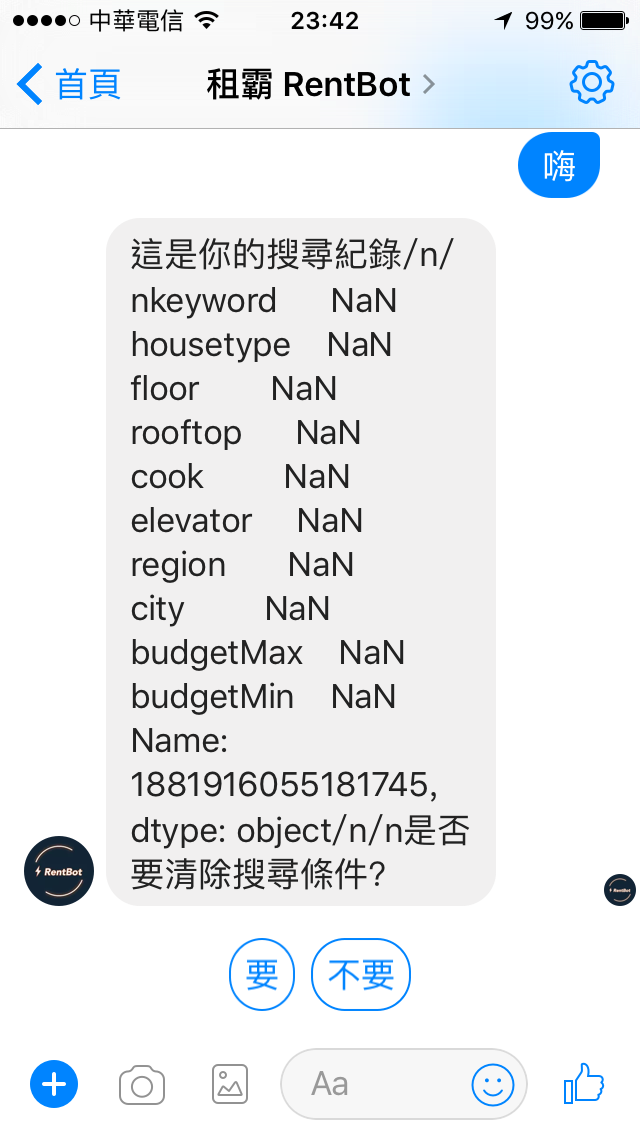 中華電信 23:42 99%
首頁 租霸 RentBot
嗨
這是你的搜尋紀錄/n/
nkeyword NaN
housetype NaN
floor NaN
rooftop NaN
cook NaN
elevator NaN
region NaN
city NaN
budgetMax NaN
budgetMin NaN
Name:
1881916055181745,
dtype: object/n/n是否
要清除搜尋條件?
RentBot
RentBot
要 不要
Aa